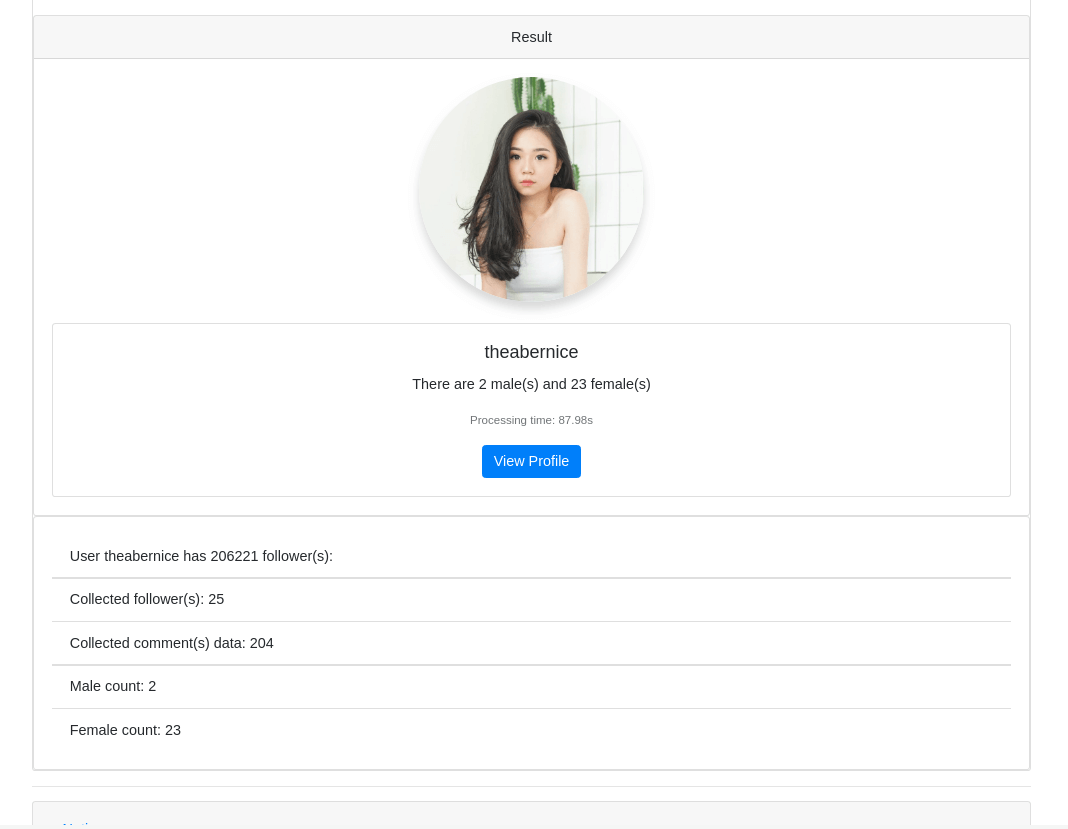 Result
theabernice
There are 2 male(s) and 23 female(s)
Processing time: 87.98s
View Profile
User theabernice has 206221 follower(s):
Collected follower(s): 25
Collected comment(s) data: 204
Male count: 2
Female count: 23